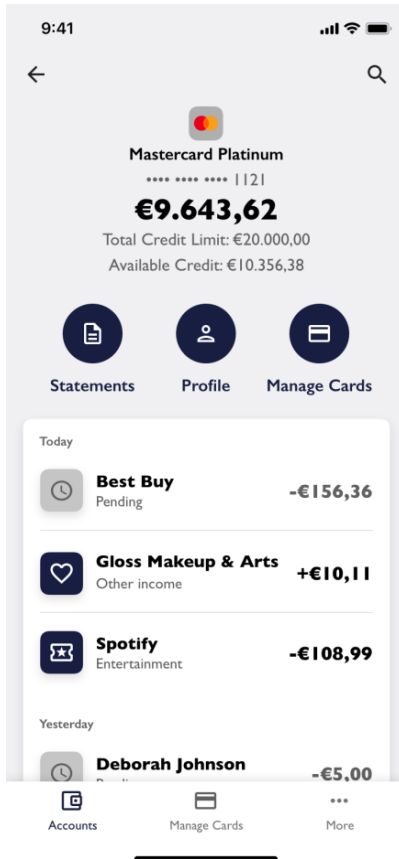 9:41
Mastercard Platinum
•••• •••• •••• 1121
€9.643,62
Total Credit Limit: €20.000,00
Available Credit: €10.356,38
Statements Profile Manage Cards
Today
Best Buy
Pending
-€156,36
Gloss Makeup & Arts
Other income
+€10,11
Spotify
Entertainment
-€108,99
Yesterday
Deborah Johnson
-€5,00
Accounts Manage Cards More